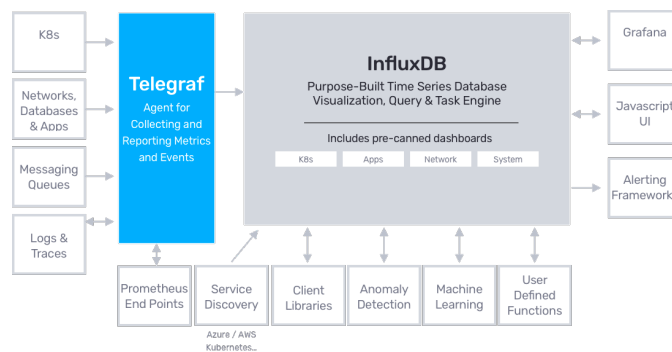 K8s
Networks,
Databases
& Apps
Messaging
Queues
Logs &
Traces
Telegraf
Agent for
Collecting and
Reporting Metrics
and Events
InfluxDB
Purpose-Built Time Series Database
Visualization, Query & Task Engine
Includes pre-canned dashboards
K8s
Apps
Network
System
Grafana
Javascript
UI
Alerting
Framework
Prometheus
End Points
Service
Discovery
Azure / AWS
Kubernetes...
Client
Libraries
Anomaly
Detection
Machine
Learning
User
Defined
Functions